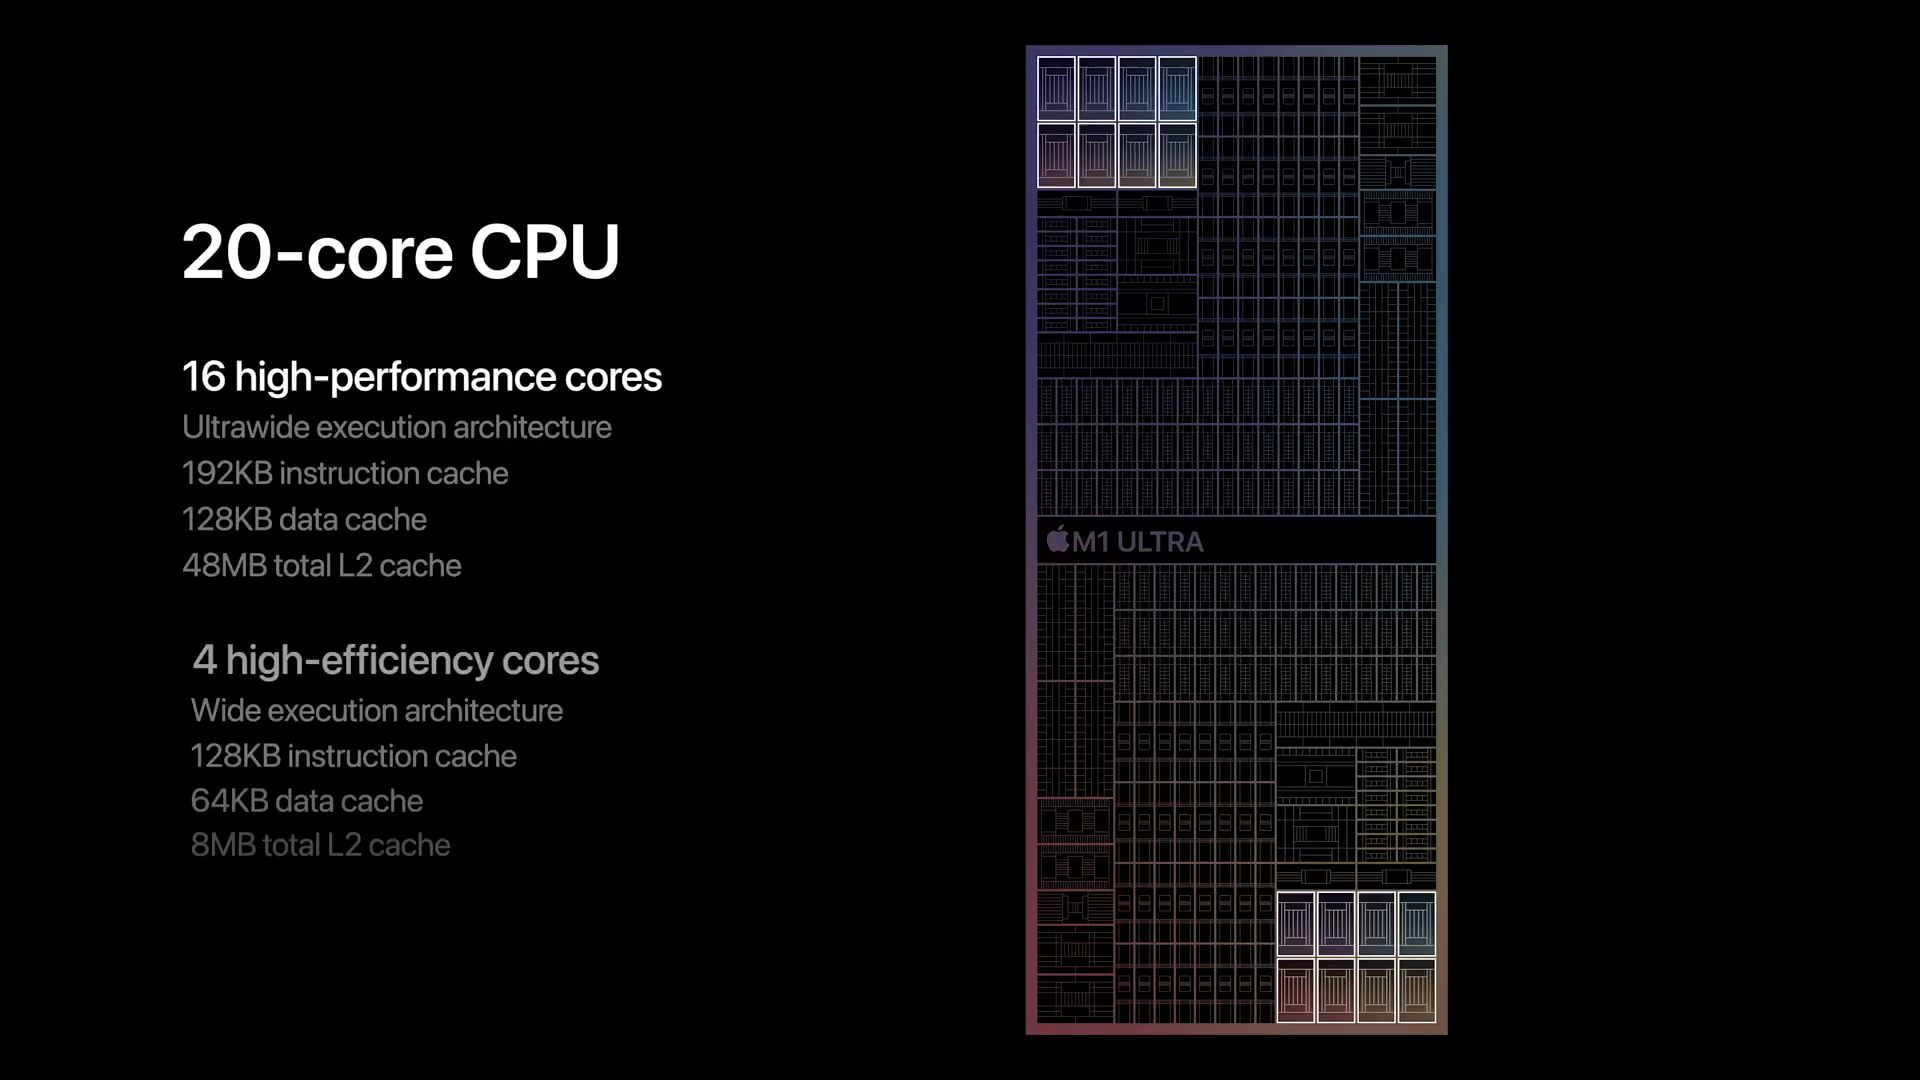 20-core CPU
16 high-performance cores
Ultrawide execution architecture
192KB instruction cache
128KB data cache
48MB total L2 cache
4 high-efficiency cores
Wide execution architecture
128KB instruction cache
64KB data cache
8MB total L2 cache
M1 ULTRA